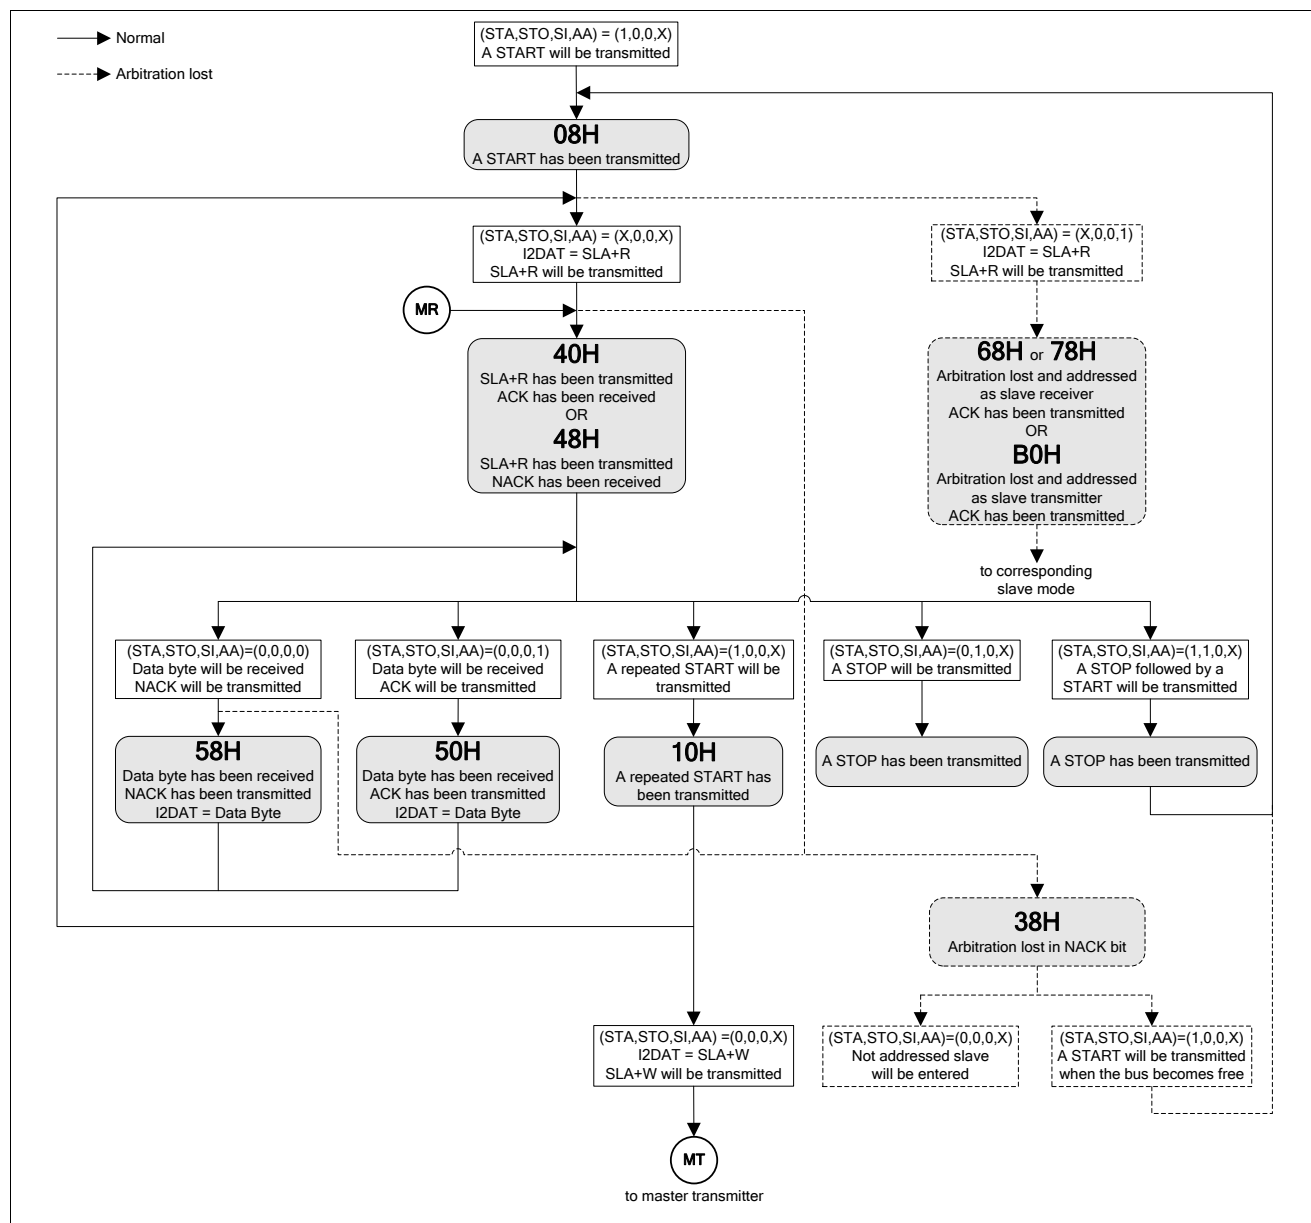 Normal
Arbitration lost
(STA,STO,SI,AA) = (1,0,0,X)
A START will be transmitted
08H
A START has been transmitted
(STA,STO,SI,AA) = (X,0,0,X)
I2DAT = SLA+R
SLA+R will be transmitted
(STA,STO,SI,AA) = (X,0,0,1)
I2DAT = SLA+R
SLA+R will be transmitted
MR
40H
SLA+R has been transmitted
ACK has been received
OR
48H
SLA+R has been transmitted
NACK has been received
68H or 78H
Arbitration lost and addressed
as slave receiver
ACK has been transmitted
OR
B0H
Arbitration lost and addressed
as slave transmitter
ACK has been transmitted
to corresponding
slave mode
(STA,STO,SI,AA)=(0,0,0,0)
Data byte will be received
NACK will be transmitted
(STA,STO,SI,AA)=(0,0,0,1)
Data byte will be received
ACK will be transmitted
(STA,STO,SI,AA)=(1,0,0,X)
A repeated START will be
transmitted
(STA,STO,SI,AA)=(0,1,0,X)
A STOP will be transmitted
(STA,STO,SI,AA)=(1,1,0,X)
A STOP followed by a
START will be transmitted
58H
Data byte has been received
NACK has been transmitted
I2DAT = Data Byte
50H
Data byte has been received
ACK has been transmitted
I2DAT = Data Byte
10H
A repeated START has
been transmitted
A STOP has been transmitted
A STOP has been transmitted
38H
Arbitration lost in NACK bit
(STA,STO,SI,AA) =(0,0,0,X)
I2DAT = SLA+W
SLA+W will be transmitted
(STA,STO,SI,AA)=(0,0,0,X)
Not addressed slave
will be entered
(STA,STO,SI,AA)=(1,0,0,X)
A START will be transmitted
when the bus becomes free
MT
to master transmitter